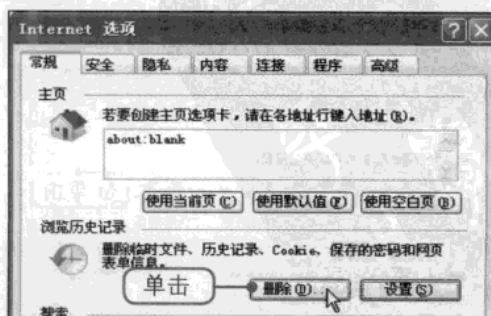 Internet 选项
常规 安全 隐私 内容 连接 程序 高级
主页
若要创建主页选项卡，请在各地址行键入地址(R)。
about:blank
使用当前页(C) 使用默认值(F) 使用空白页(B)
浏览历史记录
删除临时文件、历史记录、Cookie、保存的密码和网页
表单信息。
单击 删除(D) 设置(S)
搜索